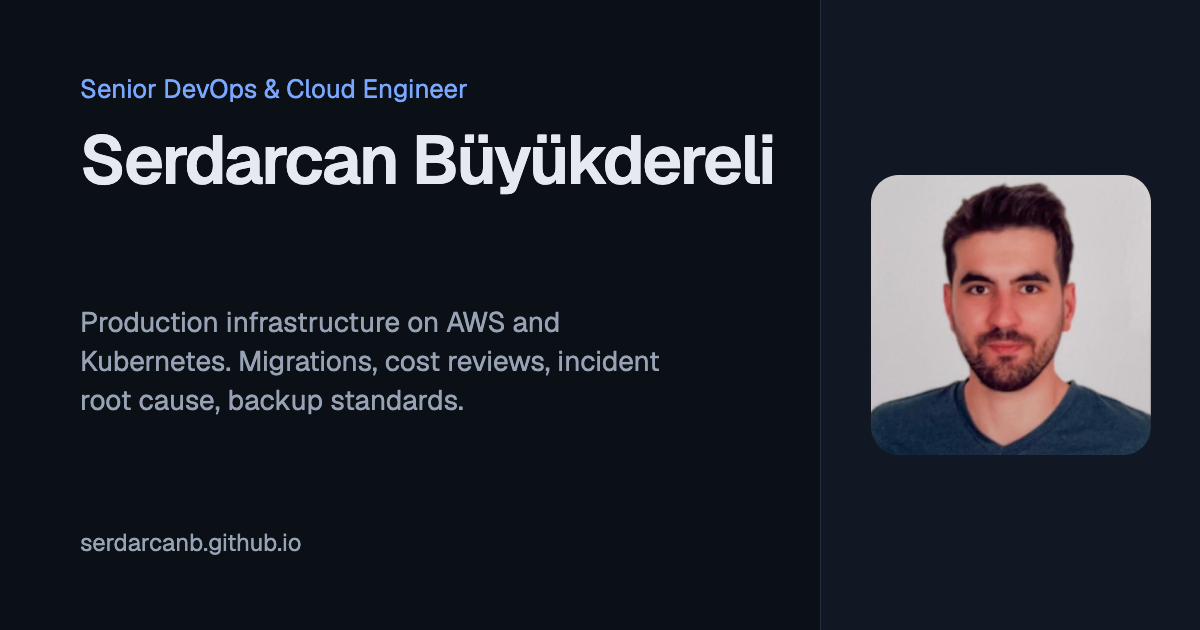 Senior DevOps & Cloud Engineer
Serdarcan Büyükdereli
Production infrastructure on AWS and
Kubernetes. Migrations, cost reviews, incident
root cause, backup standards.
serdarcanb.github.io